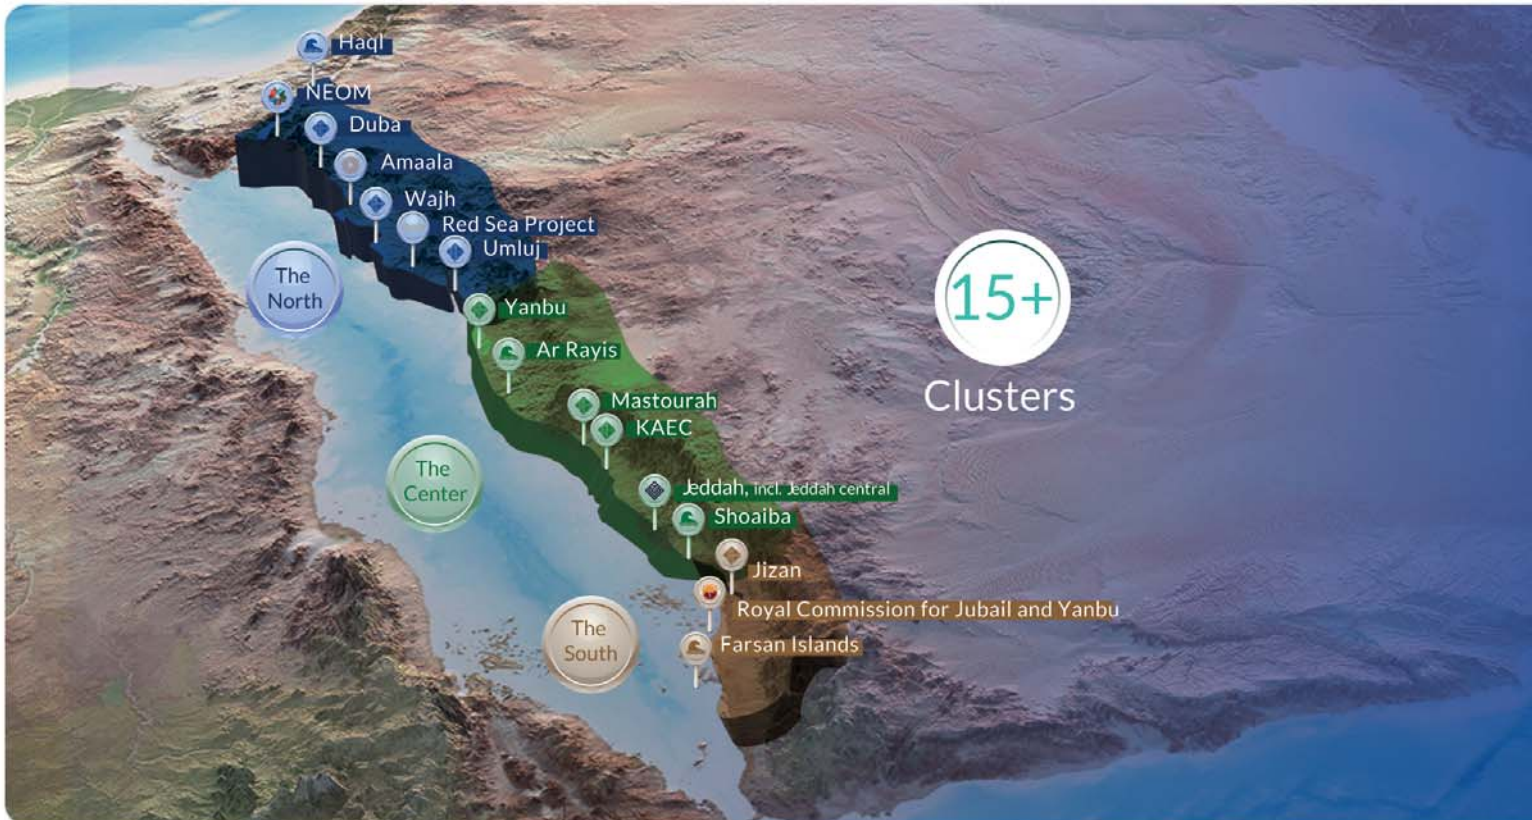 Haql
NEOM
Duba
Amaala
Wajh
Red Sea Project
Umluj
The
North
15+
Clusters
Yanbu
Ar Rayis
Mastourah
KAEC
The
Center
Jeddah, incl. Jeddah central
Shoaiba
Jizan
Royal Commission for Jubail and Yanbu
The
South
Farsan Islands